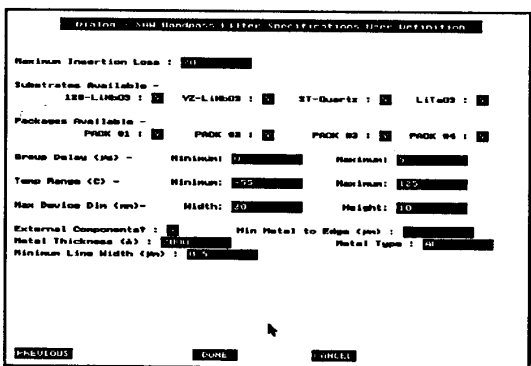 Dialog - SAW Bandpass Filter Specifications User Definition
Maximum Insertion Loss : 20
Substrates Available -
128-LiNbO3 : YZ-LiNbO3 : ST-Quartz : LiTaO3 :
Packages Available -
PACK #1 : PACK #2 : PACK #3 : PACK #4 :
Group Delay (µs) - Minimum: 0 Maximum: 5
Temp Range (C) - Minimum: -55 Maximum: 125
Max Device Dim (mm)- Width: 20 Height: 10
External Components? : Min Metal to Edge (µm) :
Metal Thickness (Å) : Metal Type : Al
Minimum Line Width (µm) : 0.5
PREVIOUS DONE CANCEL